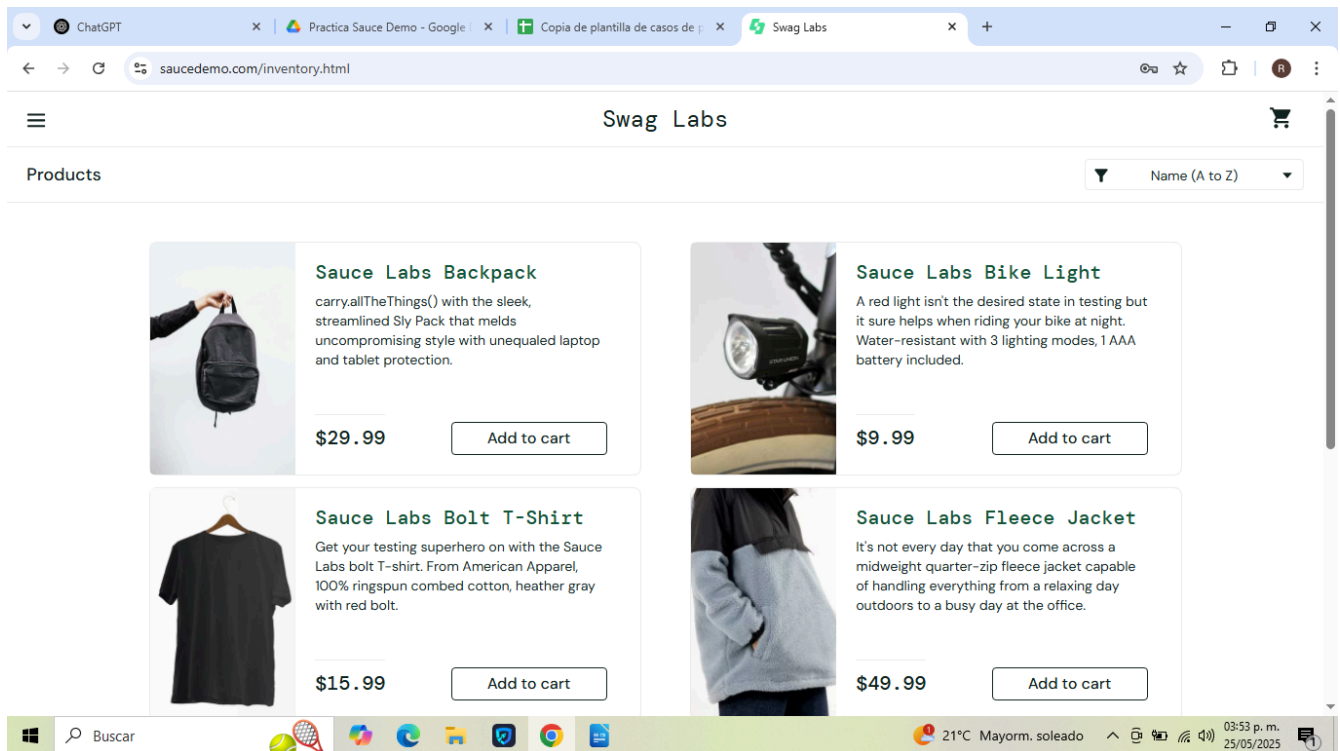 ChatGPT
Practica Sauce Demo - Google
Copia de plantilla de casos de p
Swag Labs
saucedemo.com/inventory.html
R
Swag Labs
Products
Name (A to Z)
Sauce Labs Backpack
carry.allTheThings() with the sleek,
streamlined Sly Pack that melds
uncompromising style with unequaled laptop
and tablet protection.
$29.99
Add to cart
Sauce Labs Bike Light
A red light isn't the desired state in testing but
it sure helps when riding your bike at night.
Water-resistant with 3 lighting modes, 1 AAA
battery included.
$9.99
Add to cart
Sauce Labs Bolt T-Shirt
Get your testing superhero on with the Sauce
Labs bolt T-shirt. From American Apparel,
100% ringspun combed cotton, heather gray
with red bolt.
$15.99
Add to cart
Sauce Labs Fleece Jacket
It's not every day that you come across a
midweight quarter-zip fleece jacket capable
of handling everything from a relaxing day
outdoors to a busy day at the office.
$49.99
Add to cart
Buscar
21°C Mayorm. soleado
03:53 p. m.
25/05/2025
1